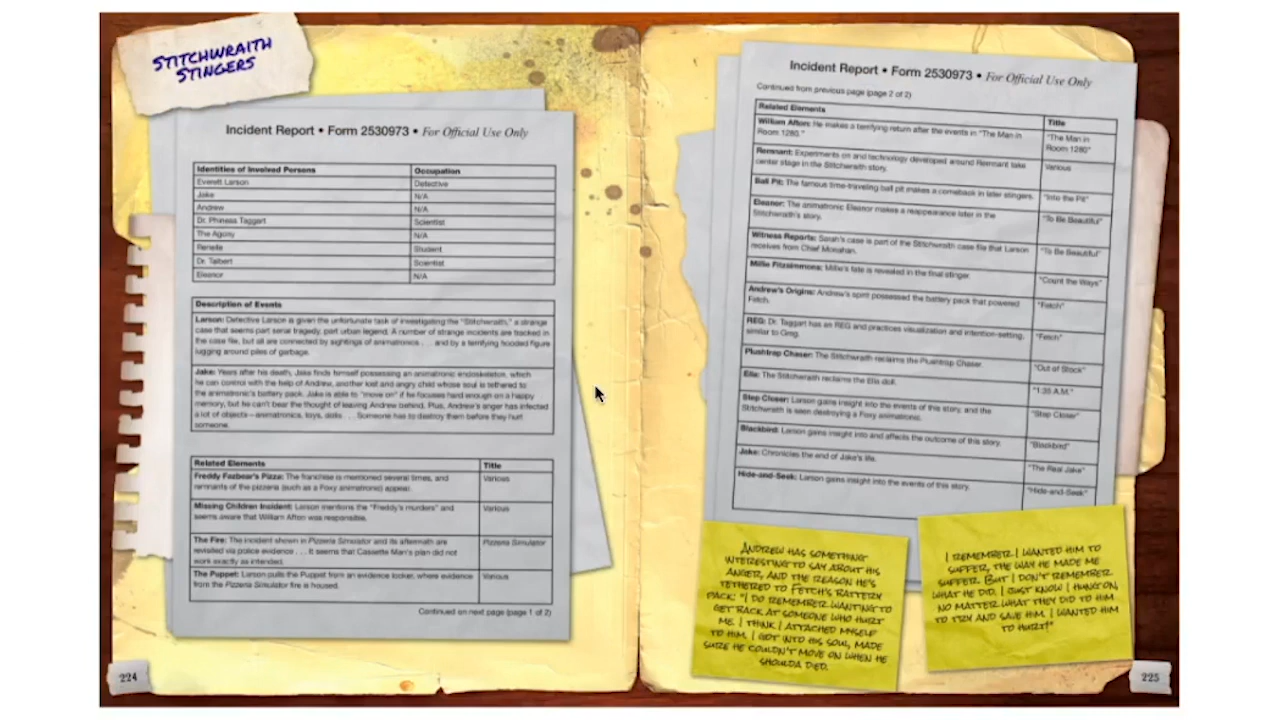 STITCHWRAITH
STINGERS
Incident Report • Form 2530973 • For Official Use Only
Identities of Involved Persons Occupation
Everett Larson Detective
Jake N/A
Andrew N/A
Dr. Phineas Taggart Scientist
The Agony N/A
Renelle Student
Dr. Talbert Scientist
Eleanor N/A
Description of Events
Larson: Detective Larson is given the unfortunate task of investigating the "Stitchwraith," a strange
case that seems part serial tragedy, part urban legend. A number of strange incidents are tracked in
the case file, but all are connected by sightings of animatronics . . . and by a terrifying hooded figure
lugging around piles of garbage.
Jake: Years after his death, Jake finds himself possessing an animatronic endoskeleton, which
he can control with the help of Andrew, another lost and angry child whose soul is tethered to
the animatronic's battery pack. Jake is able to "move on" if he focuses hard enough on a happy
memory, but he can't bear the thought of leaving Andrew behind. Plus, Andrew's anger has infected
a lot of objects—animatronics, toys, dolls . . . Someone has to destroy them before they hurt
someone.
Related Elements Title
Freddy Fazbear's Pizza: The franchise is mentioned several times, and Various
remnants of the pizzeria (such as a Foxy animatronic) appear.
Missing Children Incident: Larson mentions the "Freddy's murders" and Various
seems aware that William Afton was responsible.
The Fire: The incident shown in Pizzeria Simulator and its aftermath are Pizzeria Simulator
revisited via police evidence . . . It seems that Cassette Man's plan did not
work exactly as intended.
The Puppet: Larson pulls the Puppet from an evidence locker, where evidence Various
from the Pizzeria Simulator fire is housed.
Continued on next page (page 1 of 2)
224
Incident Report • Form 2530973 • For Official Use Only
Continued from previous page (page 2 of 2)
Related Elements Title
William Afton: He makes a terrifying return after the events in "The Man in "The Man in
Room 1280." Room 1280"
Remnant: Experiments on and technology developed around Remnant take Various
center stage in the Stitchwraith story.
Ball Pit: The famous time-traveling ball pit makes a comeback in later stingers. "Into the Pit"
Eleanor: The animatronic Eleanor makes a reappearance later in the "To Be Beautiful"
Stitchwraith's story.
Witness Reports: Sarah's case is part of the Stitchwraith case file that Larson "To Be Beautiful"
receives from Chief Monahan.
Millie Fitzsimmons: Millie's fate is revealed in the final stinger. "Count the Ways"
Andrew's Origins: Andrew's spirit possessed the battery pack that powered "Fetch"
Fetch.
REG: Dr. Taggart has an REG and practices visualization and intention-setting, "Fetch"
similar to Greg.
Plushtrap Chaser: The Stitchwraith reclaims the Plushtrap Chaser. "Out of Stock"
Ella: The Stitchwraith reclaims the Ella doll. "1:35 A.M."
Step Closer: Larson gains insight into the events of this story, and the "Step Closer"
Stitchwraith is seen destroying a Foxy animatronic.
Blackbird: Larson gains insight into and affects the outcome of this story. "Blackbird"
Jake: Chronicles the end of Jake's life. "The Real Jake"
Hide-and-Seek: Larson gains insight into the events of this story. "Hide-and-Seek"
ANDREW HAS SOMETHING
INTERESTING TO SAY ABOUT HIS
ANGER, AND THE REASON HE'S
TETHERED TO FETCH'S BATTERY
PACK: "I DO REMEMBER WANTING TO
GET BACK AT SOMEONE WHO HURT
ME. I THINK I ATTACHED MYSELF
TO HIM. I GOT INTO HIS SOUL, MADE
SURE HE COULDN'T MOVE ON WHEN HE
SHOULDA DIED.
I REMEMBER I WANTED HIM TO
SUFFER, THE WAY HE MADE ME
SUFFER. BUT I DON'T REMEMBER
WHAT HE DID. I JUST KNOW I HUNG ON,
NO MATTER WHAT THEY DID TO HIM
TO TRY AND SAVE HIM. I WANTED HIM
TO HURT!"
225